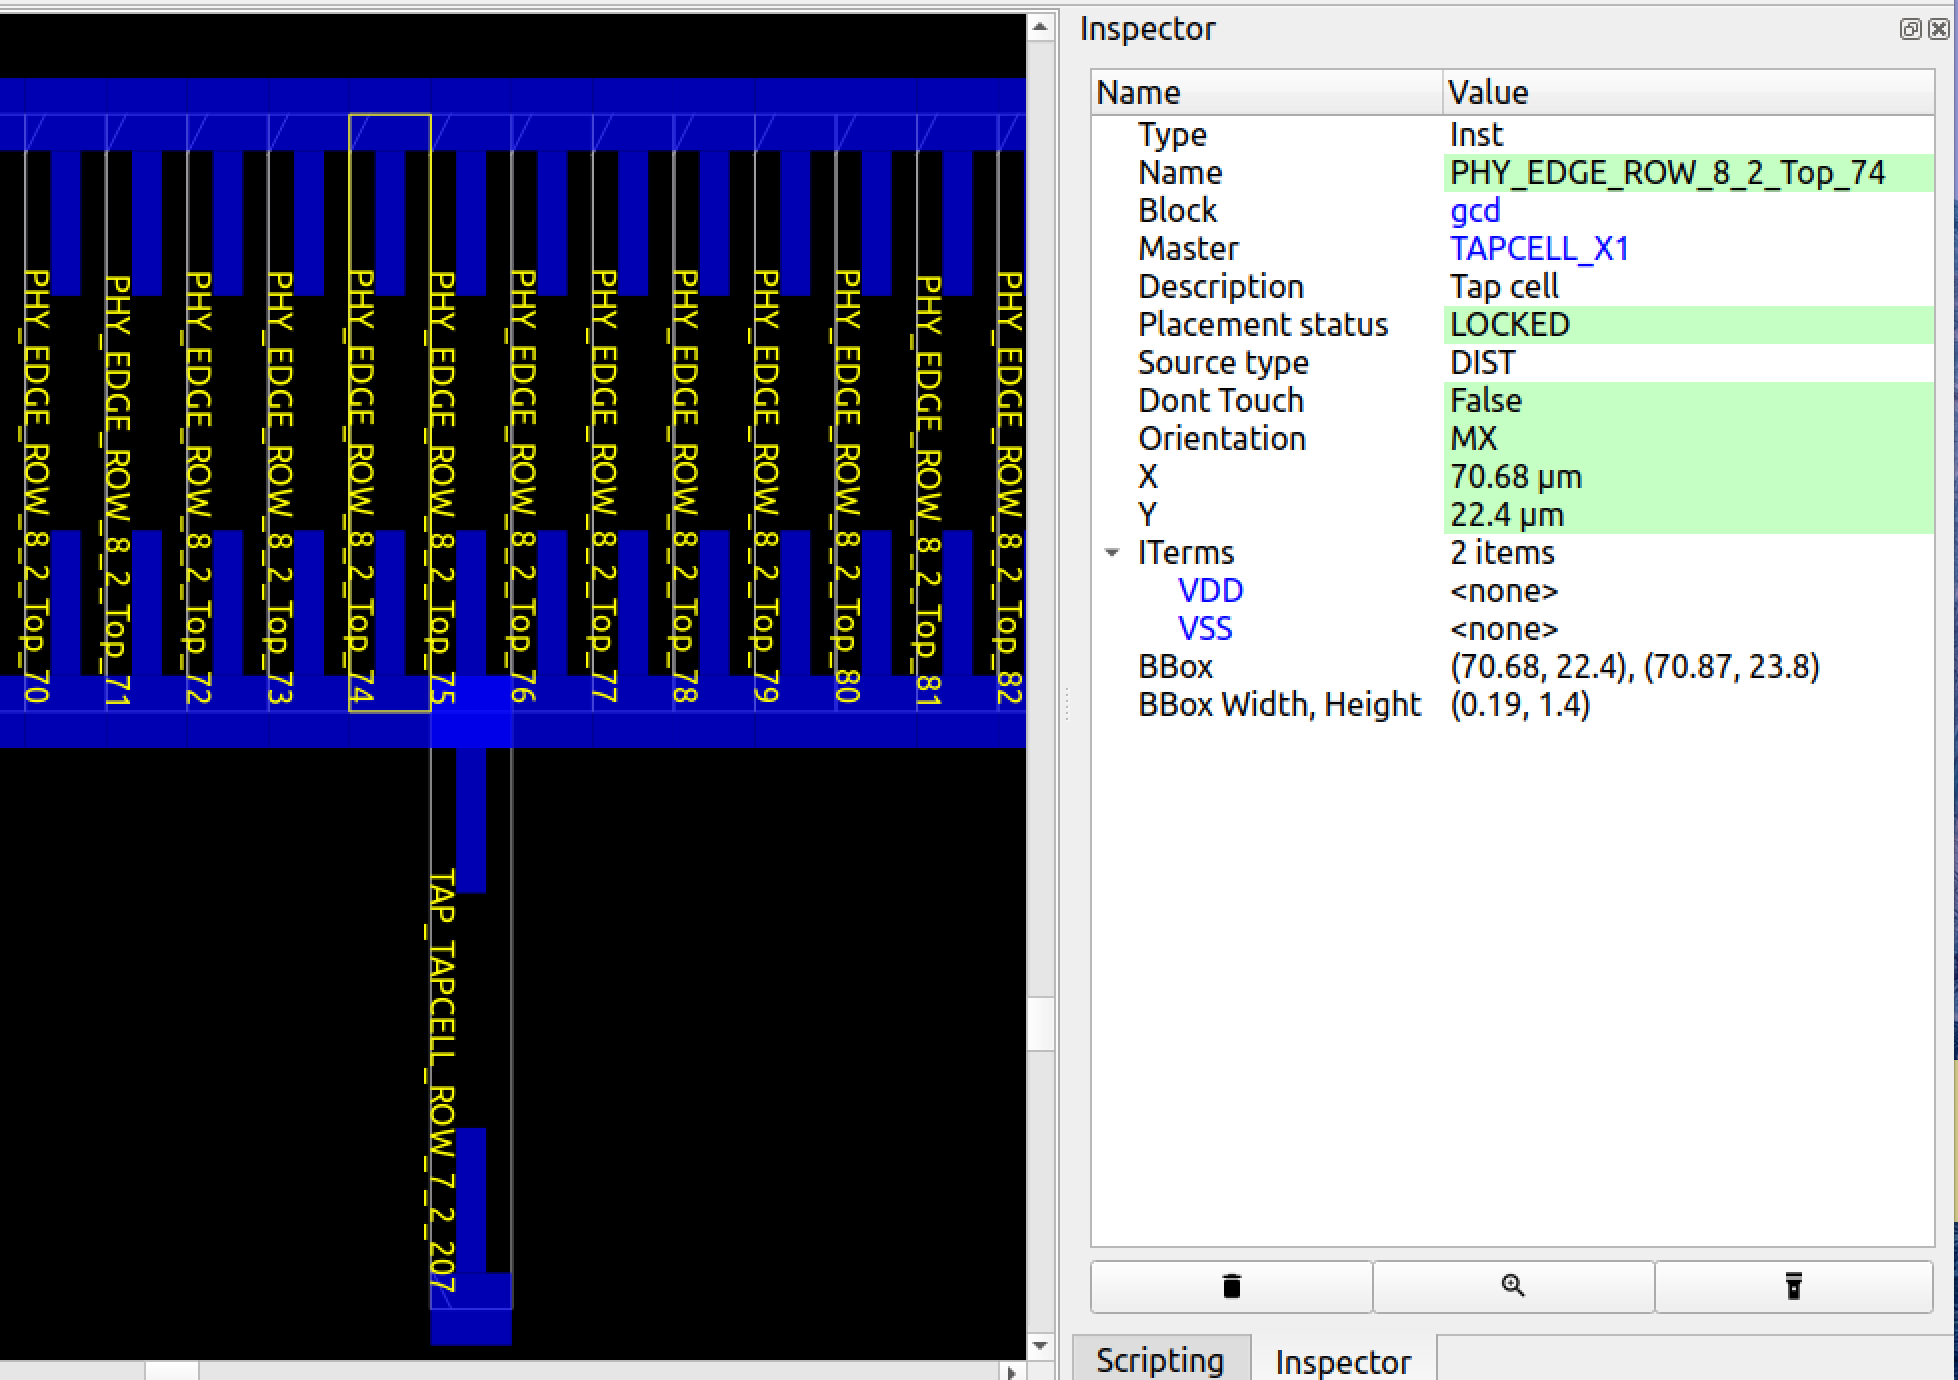 PHY_EDGE_ROW_8_2_Top_70
PHY_EDGE_ROW_8_2_Top_71
PHY_EDGE_ROW_8_2_Top_72
PHY_EDGE_ROW_8_2_Top_73
PHY_EDGE_ROW_8_2_Top_74
PHY_EDGE_ROW_8_2_Top_75
PHY_EDGE_ROW_8_2_Top_76
PHY_EDGE_ROW_8_2_Top_77
PHY_EDGE_ROW_8_2_Top_78
PHY_EDGE_ROW_8_2_Top_79
PHY_EDGE_ROW_8_2_Top_80
PHY_EDGE_ROW_8_2_Top_81
PHY_EDGE_ROW_8_2_Top_82
TAP_TAPCELL_ROW_7_2_207
Inspector
Name Value
Type Inst
Name PHY_EDGE_ROW_8_2_Top_74
Block gcd
Master TAPCELL_X1
Description Tap cell
Placement status LOCKED
Source type DIST
Dont Touch False
Orientation MX
X 70.68 µm
Y 22.4 µm
ITerms 2 items
VDD <none>
VSS <none>
BBox (70.68, 22.4), (70.87, 23.8)
BBox Width, Height (0.19, 1.4)
Scripting Inspector